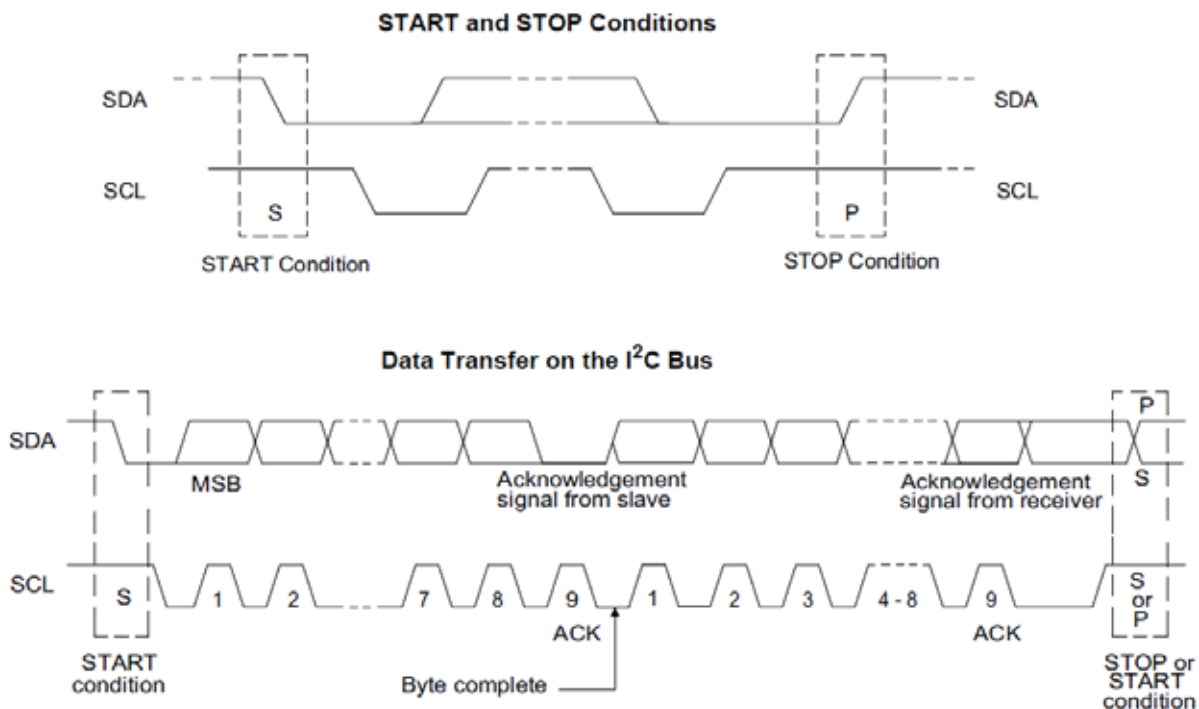 START and STOP Conditions
SDA
SDA
SCL
SCL
S
P
START Condition
STOP Condition
Data Transfer on the I²C Bus
P
SDA
MSB
Acknowledgement
signal from slave
Acknowledgement
signal from receiver
S
SCL
S
1
2
7
8
9
1
2
3
4 - 8
9
S
or
P
ACK
ACK
START
condition
Byte complete
STOP or
START
condition